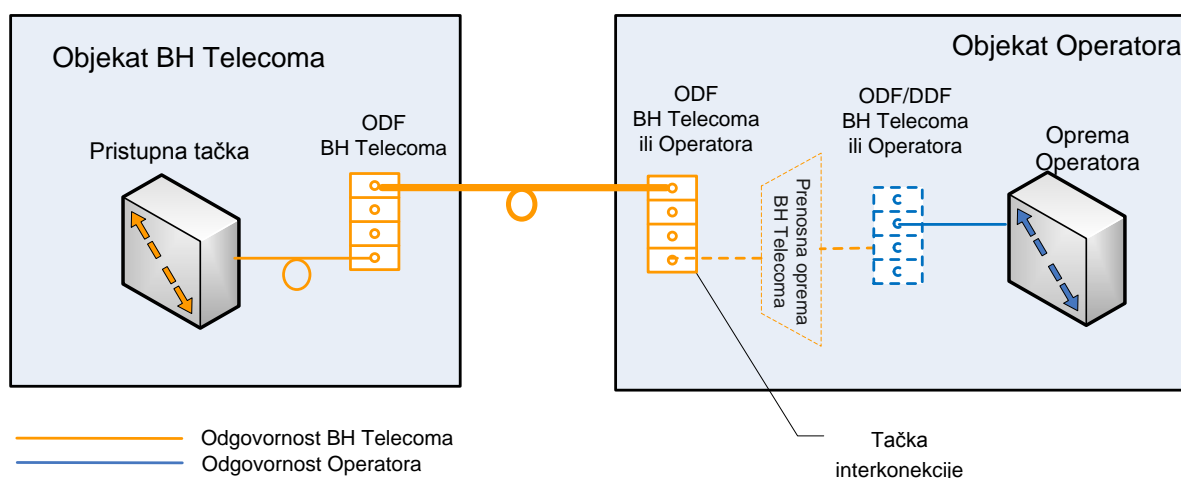 Objekat BH Telecoma
Pristupna tačka
ODF
BH Telecoma
Objekat Operatora
ODF
BH Telecoma
ili Operatora
Prenosna oprema
BH Telecoma
ODF/DDF
BH Telecoma
ili Operatora
Oprema
Operatora
Odgovornost BH Telecoma
Odgovornost Operatora
Tačka
interkonekcije